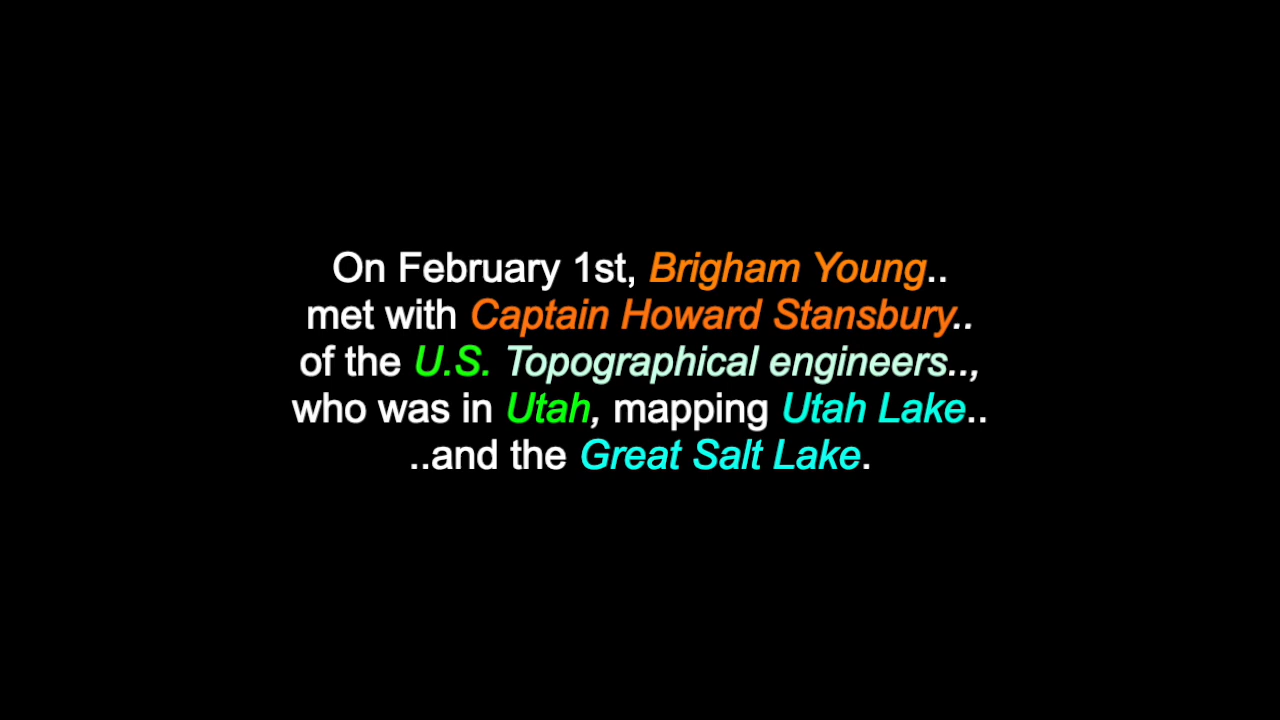 On February 1st, Brigham Young..
met with Captain Howard Stansbury..
of the U.S. Topographical engineers..,
who was in Utah, mapping Utah Lake..
..and the Great Salt Lake.